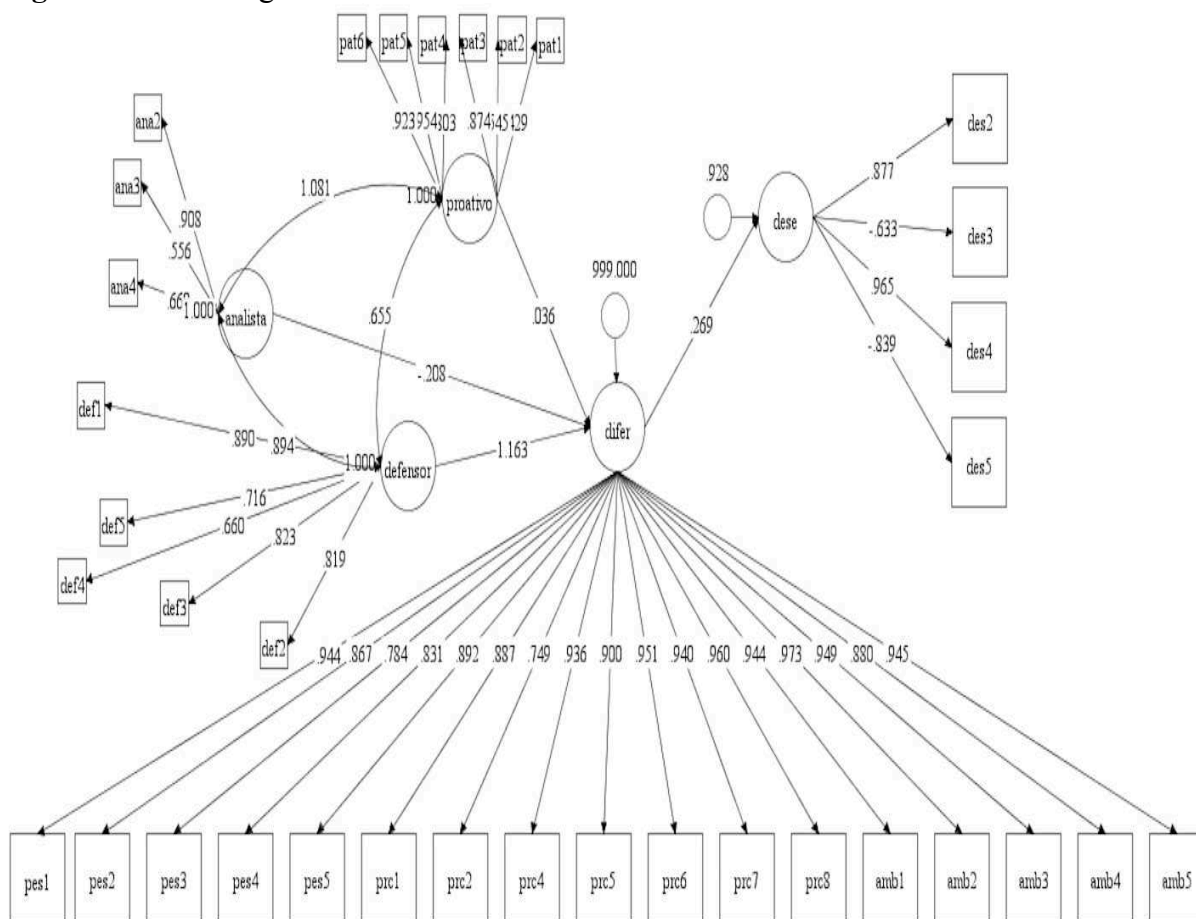 pat6 pat5 pat4 pat3 pat2 pat1
.923 .954 .874
ana2
ana3
ana4
.908
.556
1.000
analista
1.081
1.000
proativo
.655
.036
-.208
999.000
difer
.269
.928
dese
.877
-.633
.965
-.839
des2
des3
des4
des5
def1
def5
def4
def3
def2
.890
.894
.716
.660
.823
.819
1.000
defensor
1.163
.944 .867 .784 .831 .892 .887 .749 .936 .900 .951 .940 .960 .944 .973 .949 .880 .945
pes1 pes2 pes3 pes4 pes5 prc1 prc2 prc4 prc5 prc6 prc7 prc8 amb1 amb2 amb3 amb4 amb5